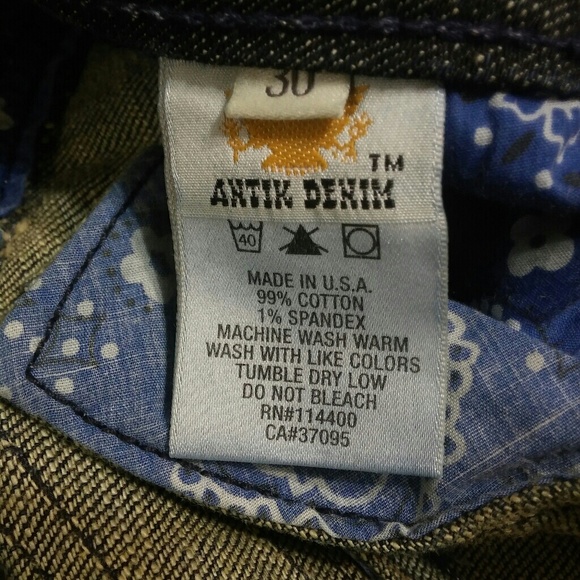 30
TM
ANTIK DENIM
40
MADE IN U.S.A.
99% COTTON
1% SPANDEX
MACHINE WASH WARM
WASH WITH LIKE COLORS
TUMBLE DRY LOW
DO NOT BLEACH
RN#114400
CA#37095